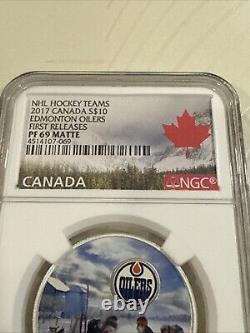 NHL HOCKEY TEAMS
2017 CANADA S$10
EDMONTON OILERS
FIRST RELEASES
PF 69 MATTE
4514107-069
CANADA
NGC®
OILERS